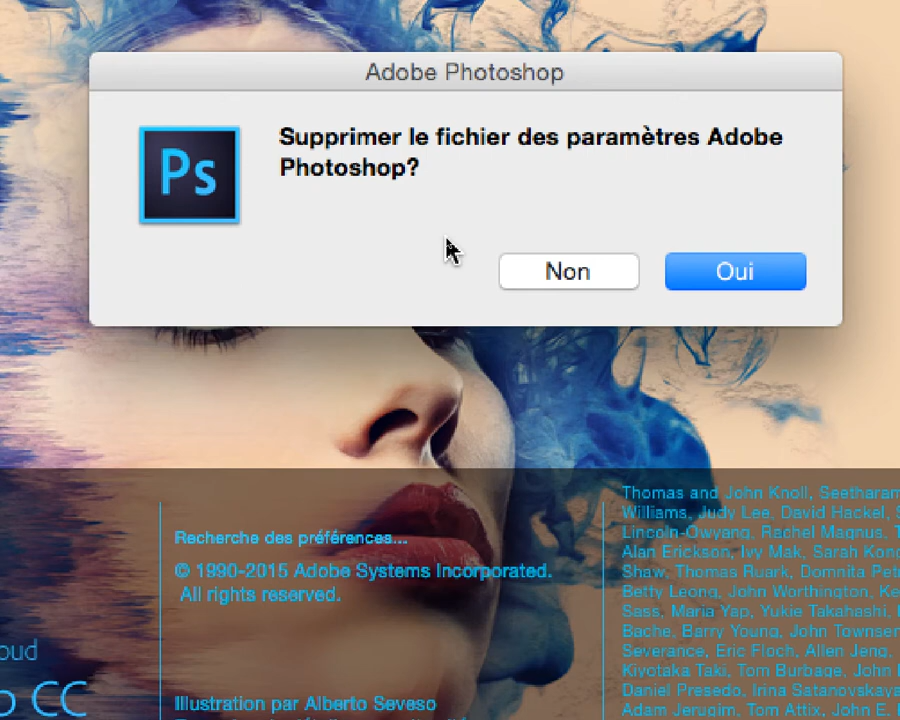 Adobe Photoshop
Ps
Supprimer le fichier des paramètres Adobe
Photoshop?
Non
Oui
Recherche des préférences...
© 1990-2015 Adobe Systems Incorporated.
All rights reserved.
Illustration par Alberto Seveso
oud
CC
Thomas and John Knoll, Seetharam
Williams, Judy Lee, David Hackel, S
Lincoln-Owyang, Rachel Magnus, T
Alan Erickson, Ivy Mak, Sarah Kong
Shaw, Thomas Ruark, Domnita Pet
Betty Leong, John Worthington, Ke
Sass, Maria Yap, Yukie Takahashi,
Bache, Barry Young, John Townsen
Severance, Eric Floch, Allen Jeng,
Kiyotaka Taki, Tom Burbage, John
Daniel Presedo, Irina Satanovskaya
Adam Jerugim, Tom Attix, John E.